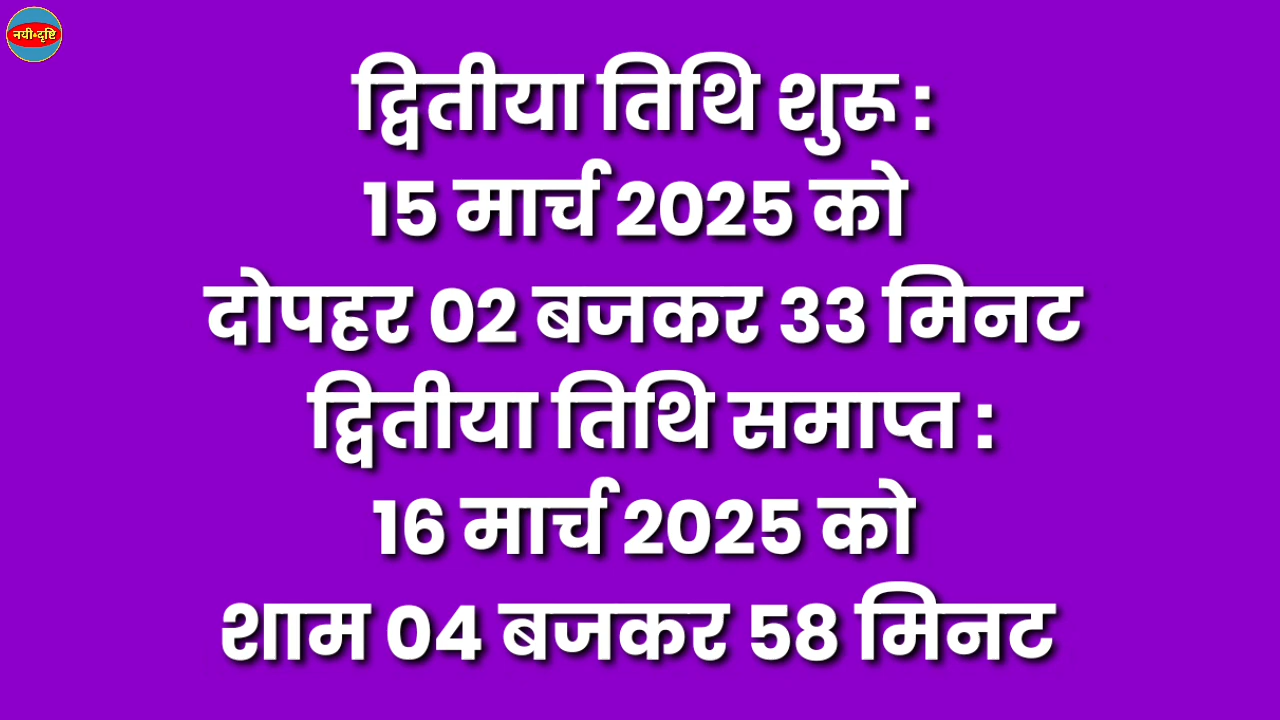 नयी•दृष्टि
द्वितीया तिथि शुरू :
15 मार्च 2025 को
दोपहर 02 बजकर 33 मिनट
द्वितीया तिथि समाप्त :
16 मार्च 2025 को
शाम 04 बजकर 58 मिनट